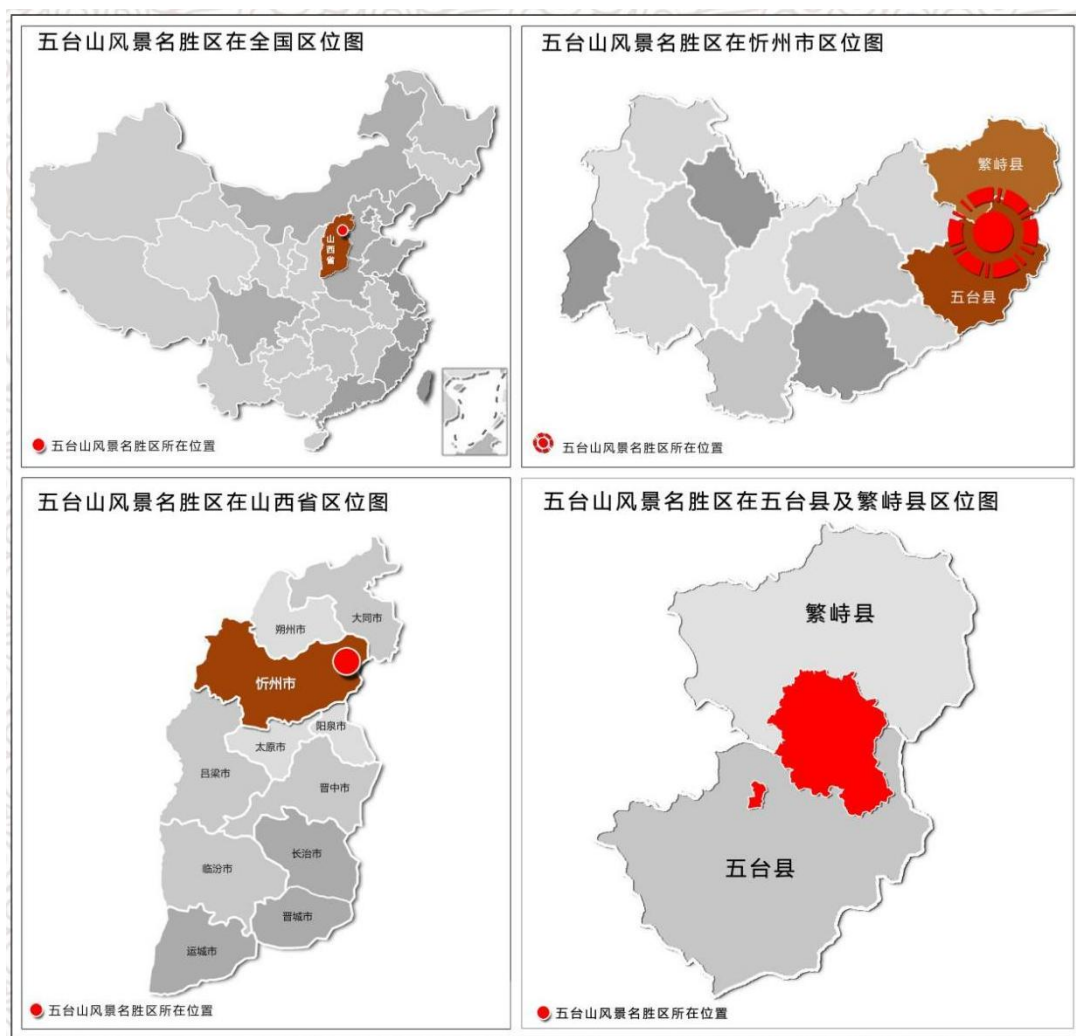 五台山风景名胜区在全国区位图
山西省
五台山风景名胜区所在位置
五台山风景名胜区在忻州市区位图
繁峙县
五台县
五台山风景名胜区所在位置
五台山风景名胜区在山西省区位图
大同市
朔州市
忻州市
阳泉市
太原市
吕梁市
晋中市
长治市
临汾市
晋城市
运城市
五台山风景名胜区所在位置
五台山风景名胜区在五台县及繁峙县区位图
繁峙县
五台县
五台山风景名胜区所在位置